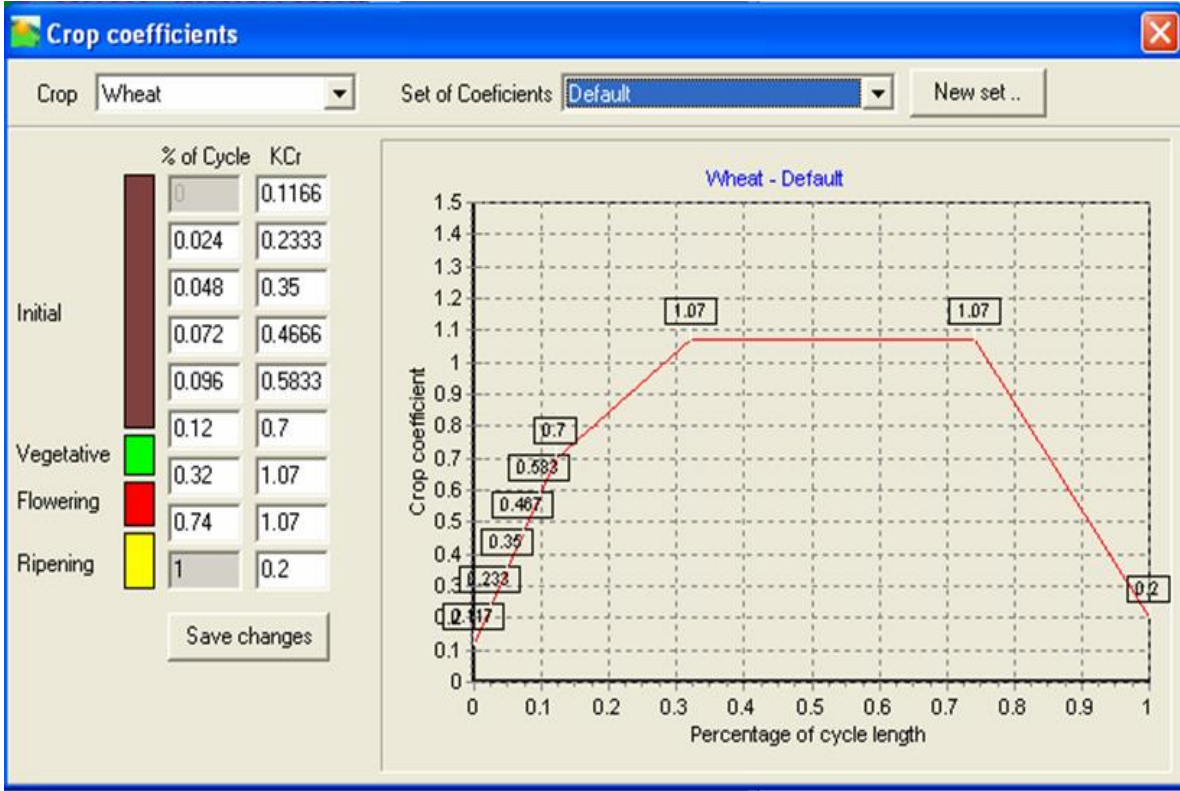 Crop coefficients
Crop Wheat Set of Coeficients Default New set ..
% of Cycle KCr
0 0.1166
0.024 0.2333
0.048 0.35
Initial
0.072 0.4666
0.096 0.5833
0.12 0.7
Vegetative
0.32 1.07
Flowering
0.74 1.07
Ripening
1 0.2
Save changes
Wheat - Default
1.5
1.4
1.3
1.2
1.1
1
0.9
0.8
0.7
0.6
0.5
0.4
0.3
0.2
0.1
0
Crop coefficient
1.07 1.07
0.7
0.583
0.467
0.35
0.233
0.117
0.2
0 0.1 0.2 0.3 0.4 0.5 0.6 0.7 0.8 0.9 1
Percentage of cycle length